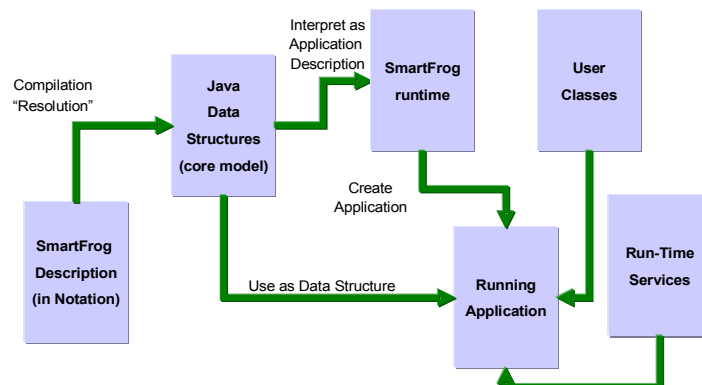 Interpret as
Application
Description
Compilation
“Resolution”
Java
Data
Structures
(core model)
SmartFrog
runtime
User
Classes
Create
Application
SmartFrog
Description
(in Notation)
Use as Data Structure
Running
Application
Run-Time
Services